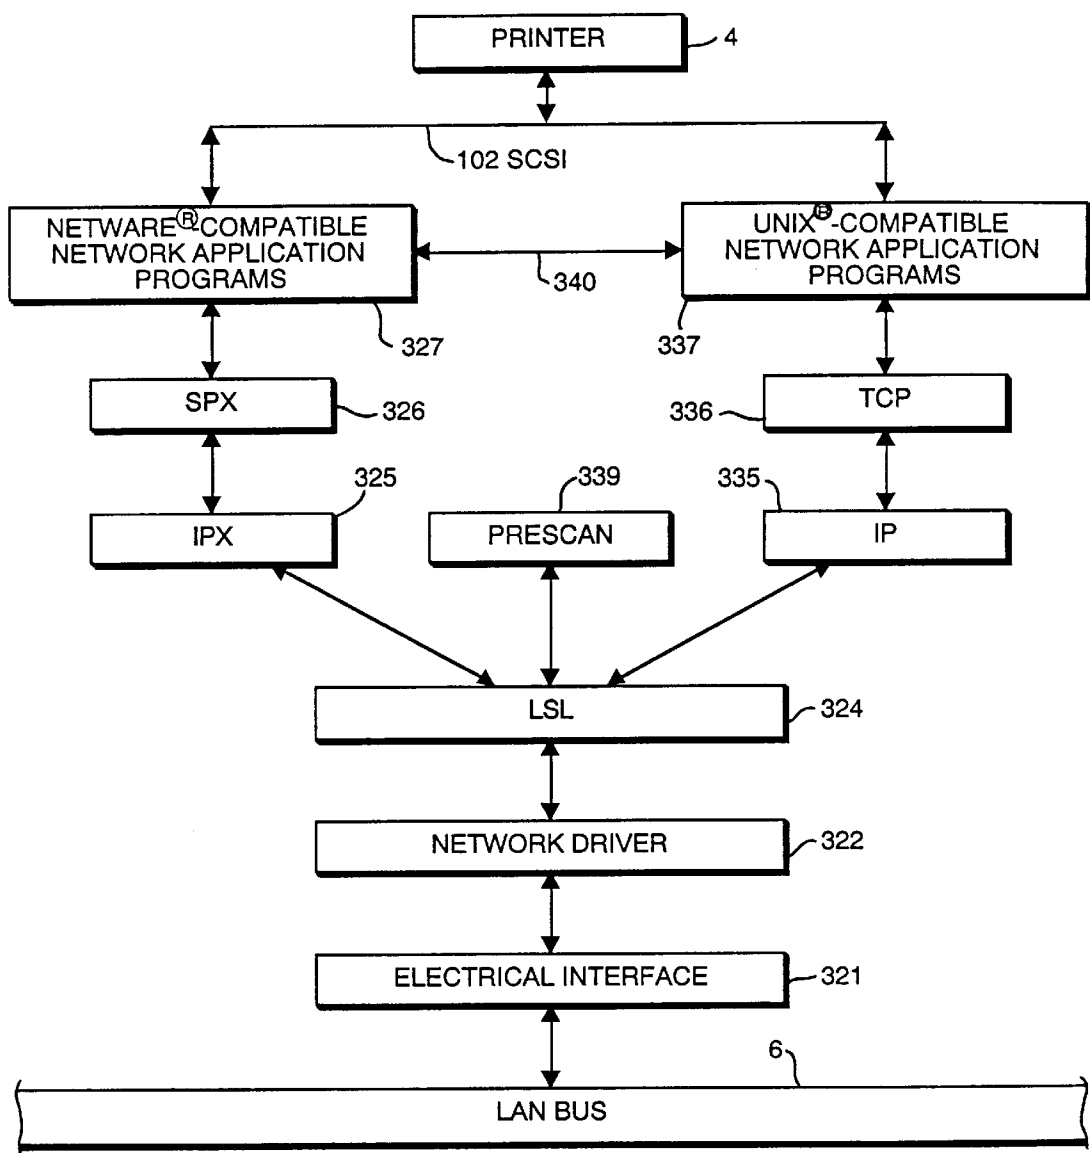 PRINTER
4
102 SCSI
NETWARE®-COMPATIBLE
NETWORK APPLICATION
PROGRAMS
340
UNIX®-COMPATIBLE
NETWORK APPLICATION
PROGRAMS
327
337
SPX
326
TCP
336
325
339
335
IPX
PRESCAN
IP
LSL
324
NETWORK DRIVER
322
ELECTRICAL INTERFACE
321
6
LAN BUS